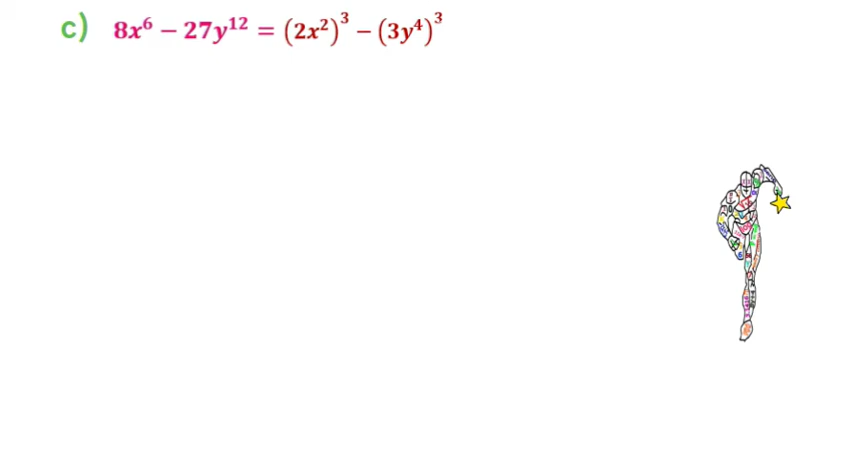 c) 8x⁶ − 27y¹² = (2x²)³ − (3y⁴)³